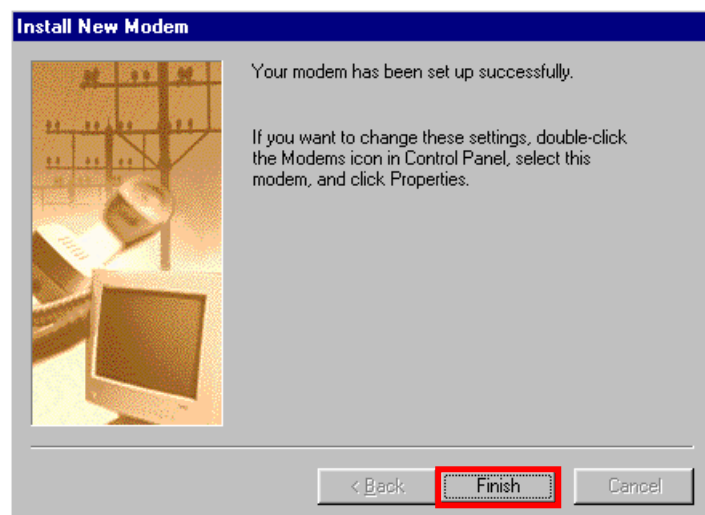 Install New Modem
Your modem has been set up successfully.
If you want to change these settings, double-click
the Modems icon in Control Panel, select this
modem, and click Properties.
< Back Finish Cancel